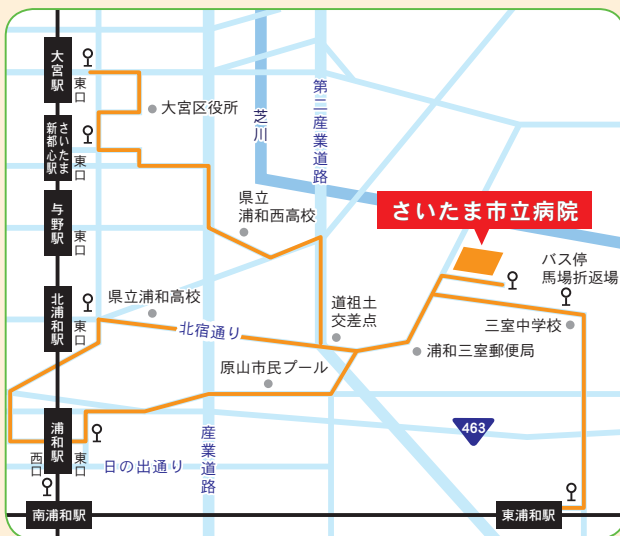 大宮駅
東口
大宮区役所
第二産業道路
芝川
さいたま
新都心駅
東口
県立
浦和西高校
さいたま市立病院
与野駅
東口
バス停
馬場折返場
北浦和駅
東口
県立浦和高校
北宿通り
道祖土
交差点
三室中学校
浦和三室郵便局
原山市民プール
463
浦和駅
西口
東口
日の出通り
産業道路
南浦和駅
東浦和駅